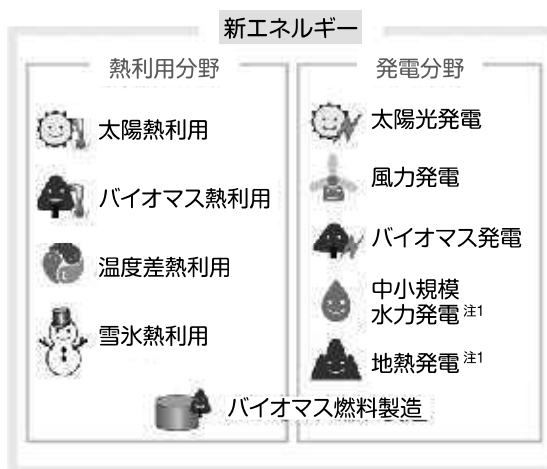 新エネルギー
熱利用分野
太陽熱利用
バイオマス熱利用
温度差熱利用
雪氷熱利用
発電分野
太陽光発電
風力発電
バイオマス発電
中小規模
水力発電 注1
地熱発電 注1
バイオマス燃料製造